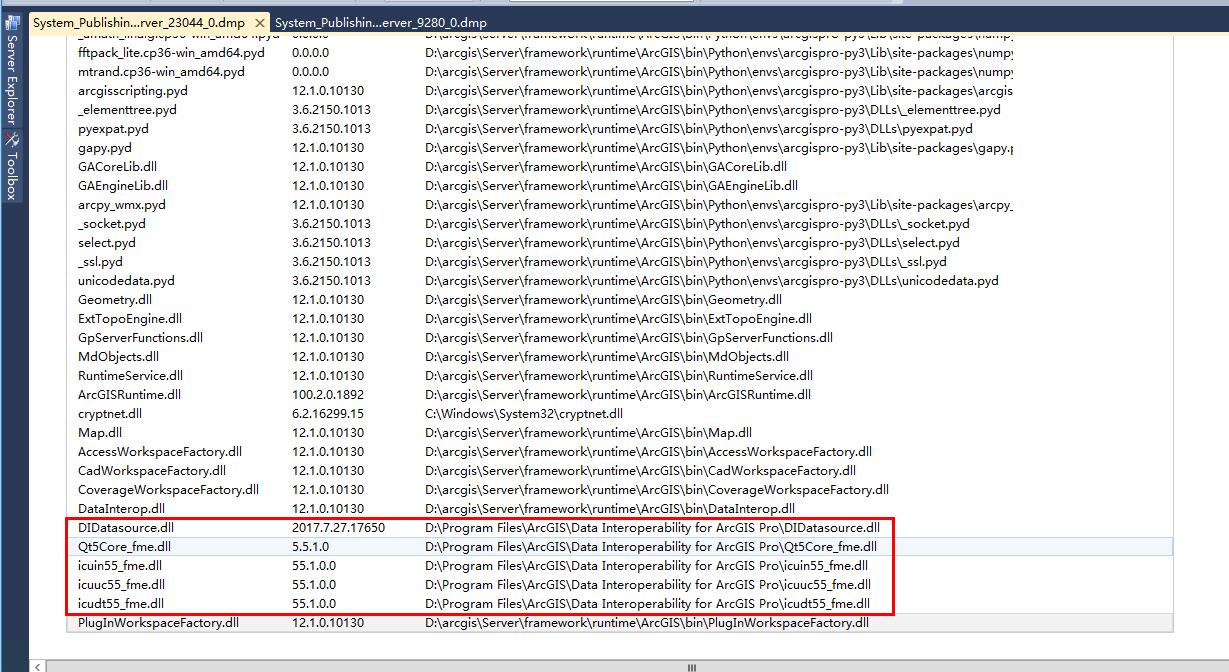 System_Publishin...rver_23044_0.dmp System_Publishin...erver_9280_0.dmp
Server Explorer
Toolbox
fftpack_lite.cp36-win_amd64.pyd 0.0.0.0 D:\arcgis\Server\framework\runtime\ArcGIS\bin\Python\envs\arcgispro-py3\Lib\site-packages\numpy
mtrand.cp36-win_amd64.pyd 0.0.0.0 D:\arcgis\Server\framework\runtime\ArcGIS\bin\Python\envs\arcgispro-py3\Lib\site-packages\numpy
arcgisscripting.pyd 12.1.0.10130 D:\arcgis\Server\framework\runtime\ArcGIS\bin\Python\envs\arcgispro-py3\Lib\site-packages\arcgis
_elementtree.pyd 3.6.2150.1013 D:\arcgis\Server\framework\runtime\ArcGIS\bin\Python\envs\arcgispro-py3\DLLs\_elementtree.pyd
pyexpat.pyd 3.6.2150.1013 D:\arcgis\Server\framework\runtime\ArcGIS\bin\Python\envs\arcgispro-py3\DLLs\pyexpat.pyd
gapy.pyd 12.1.0.10130 D:\arcgis\Server\framework\runtime\ArcGIS\bin\Python\envs\arcgispro-py3\Lib\site-packages\gapy.p
GACoreLib.dll 12.1.0.10130 D:\arcgis\Server\framework\runtime\ArcGIS\bin\GACoreLib.dll
GAEngineLib.dll 12.1.0.10130 D:\arcgis\Server\framework\runtime\ArcGIS\bin\GAEngineLib.dll
arcpy_wmx.pyd 12.1.0.10130 D:\arcgis\Server\framework\runtime\ArcGIS\bin\Python\envs\arcgispro-py3\Lib\site-packages\arcpy_
_socket.pyd 3.6.2150.1013 D:\arcgis\Server\framework\runtime\ArcGIS\bin\Python\envs\arcgispro-py3\DLLs\_socket.pyd
select.pyd 3.6.2150.1013 D:\arcgis\Server\framework\runtime\ArcGIS\bin\Python\envs\arcgispro-py3\DLLs\select.pyd
_ssl.pyd 3.6.2150.1013 D:\arcgis\Server\framework\runtime\ArcGIS\bin\Python\envs\arcgispro-py3\DLLs\_ssl.pyd
unicodedata.pyd 3.6.2150.1013 D:\arcgis\Server\framework\runtime\ArcGIS\bin\Python\envs\arcgispro-py3\DLLs\unicodedata.pyd
Geometry.dll 12.1.0.10130 D:\arcgis\Server\framework\runtime\ArcGIS\bin\Geometry.dll
ExtTopoEngine.dll 12.1.0.10130 D:\arcgis\Server\framework\runtime\ArcGIS\bin\ExtTopoEngine.dll
GpServerFunctions.dll 12.1.0.10130 D:\arcgis\Server\framework\runtime\ArcGIS\bin\GpServerFunctions.dll
MdObjects.dll 12.1.0.10130 D:\arcgis\Server\framework\runtime\ArcGIS\bin\MdObjects.dll
RuntimeService.dll 12.1.0.10130 D:\arcgis\Server\framework\runtime\ArcGIS\bin\RuntimeService.dll
ArcGISRuntime.dll 100.2.0.1892 D:\arcgis\Server\framework\runtime\ArcGIS\bin\ArcGISRuntime.dll
cryptnet.dll 6.2.16299.15 C:\Windows\System32\cryptnet.dll
Map.dll 12.1.0.10130 D:\arcgis\Server\framework\runtime\ArcGIS\bin\Map.dll
AccessWorkspaceFactory.dll 12.1.0.10130 D:\arcgis\Server\framework\runtime\ArcGIS\bin\AccessWorkspaceFactory.dll
CadWorkspaceFactory.dll 12.1.0.10130 D:\arcgis\Server\framework\runtime\ArcGIS\bin\CadWorkspaceFactory.dll
CoverageWorkspaceFactory.dll 12.1.0.10130 D:\arcgis\Server\framework\runtime\ArcGIS\bin\CoverageWorkspaceFactory.dll
DataInterop.dll 12.1.0.10130 D:\arcgis\Server\framework\runtime\ArcGIS\bin\DataInterop.dll
DIDatasource.dll 2017.7.27.17650 D:\Program Files\ArcGIS\Data Interoperability for ArcGIS Pro\DIDatasource.dll
Qt5Core_fme.dll 5.5.1.0 D:\Program Files\ArcGIS\Data Interoperability for ArcGIS Pro\Qt5Core_fme.dll
icuin55_fme.dll 55.1.0.0 D:\Program Files\ArcGIS\Data Interoperability for ArcGIS Pro\icuin55_fme.dll
icuuc55_fme.dll 55.1.0.0 D:\Program Files\ArcGIS\Data Interoperability for ArcGIS Pro\icuuc55_fme.dll
icudt55_fme.dll 55.1.0.0 D:\Program Files\ArcGIS\Data Interoperability for ArcGIS Pro\icudt55_fme.dll
PlugInWorkspaceFactory.dll 12.1.0.10130 D:\arcgis\Server\framework\runtime\ArcGIS\bin\PlugInWorkspaceFactory.dll